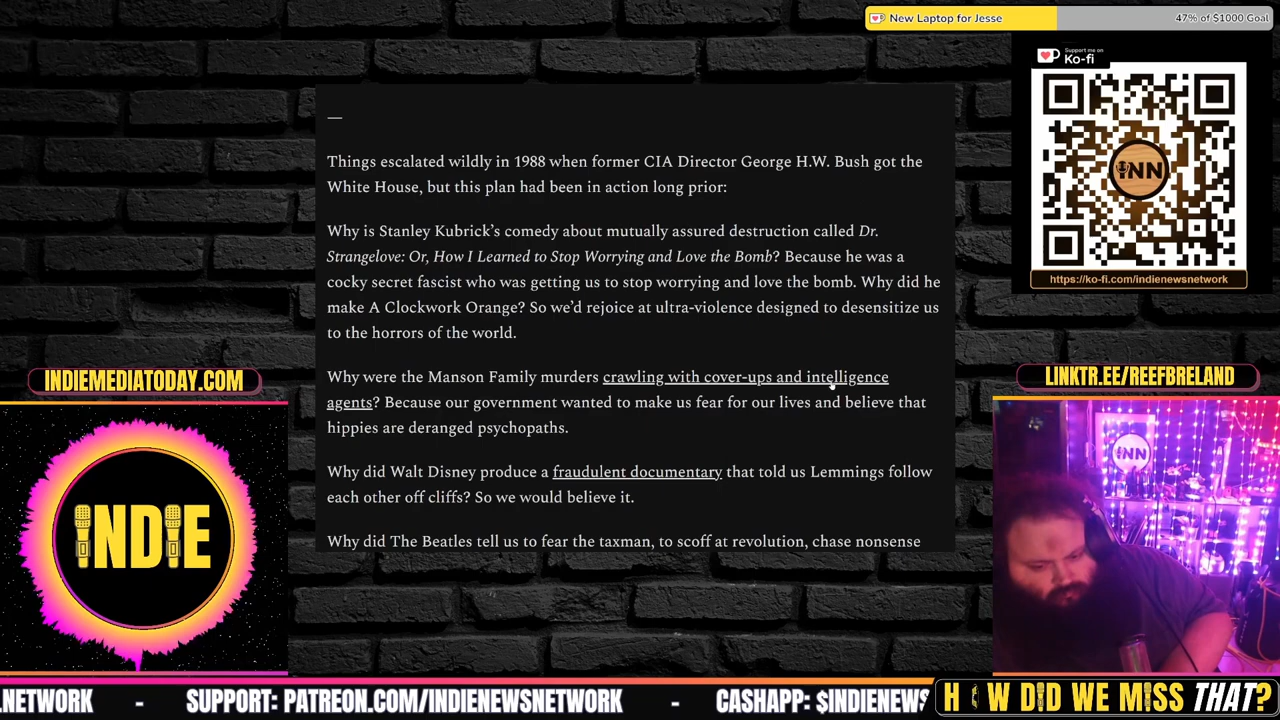 New Laptop for Jesse
47% of $1000 Goal
Support me on
Ko-fi
iNN
https://ko-fi.com/indienewsnetwork
—
Things escalated wildly in 1988 when former CIA Director George H.W. Bush got the
White House, but this plan had been in action long prior:
Why is Stanley Kubrick’s comedy about mutually assured destruction called Dr.
Strangelove: Or, How I Learned to Stop Worrying and Love the Bomb? Because he was a
cocky secret fascist who was getting us to stop worrying and love the bomb. Why did he
make A Clockwork Orange? So we’d rejoice at ultra-violence designed to desensitize us
to the horrors of the world.
Why were the Manson Family murders crawling with cover-ups and intelligence
agents? Because our government wanted to make us fear for our lives and believe that
hippies are deranged psychopaths.
Why did Walt Disney produce a fraudulent documentary that told us Lemmings follow
each other off cliffs? So we would believe it.
Why did The Beatles tell us to fear the taxman, to scoff at revolution, chase nonsense
INDIEMEDIATODAY.COM
LINKTR.EE/REEFBRELAND
INDIE
iNN
.NETWORK - SUPPORT: PATREON.COM/INDIENEWSNETWORK - CASHAPP: $INDIENEWS
HOW DID WE MISS THAT?